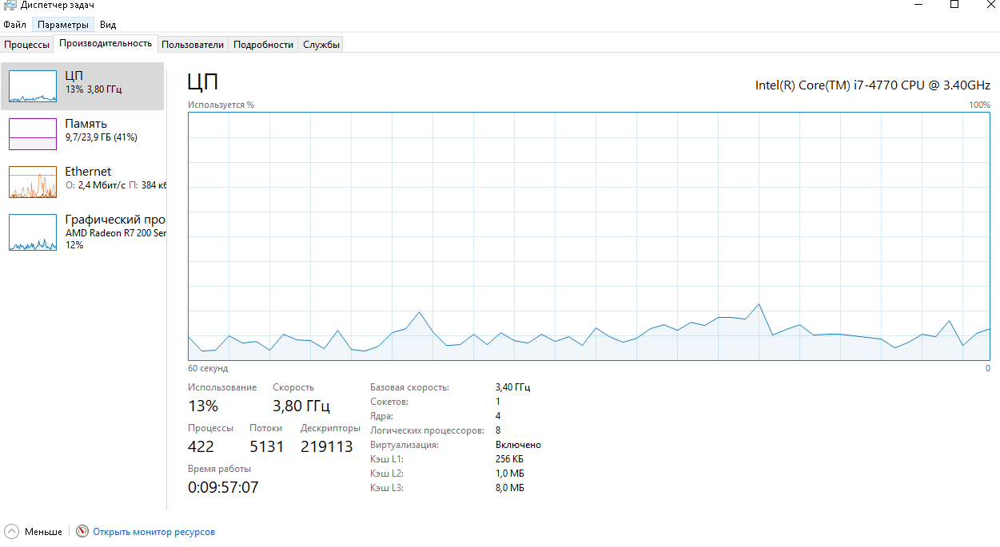 Диспетчер задач
Файл Параметры Вид
Процессы Производительность Пользователи Подробности Службы
ЦП
13% 3,80 ГГц
Память
9,7/23,9 ГБ (41%)
Ethernet
О: 2,4 Мбит/с П: 384 кб
Графический про
AMD Radeon R7 200 Ser
12%
ЦП
Intel(R) Core(TM) i7-4770 CPU @ 3.40GHz
Используется %
100%
60 секунд
0
Использование Скорость
13% 3,80 ГГц
Процессы Потоки Дескрипторы
422 5131 219113
Время работы
0:09:57:07
Базовая скорость: 3,40 ГГц
Сокетов: 1
Ядра: 4
Логических процессоров: 8
Виртуализация: Включено
Кэш L1: 256 КБ
Кэш L2: 1,0 МБ
Кэш L3: 8,0 МБ
Меньше
Открыть монитор ресурсов